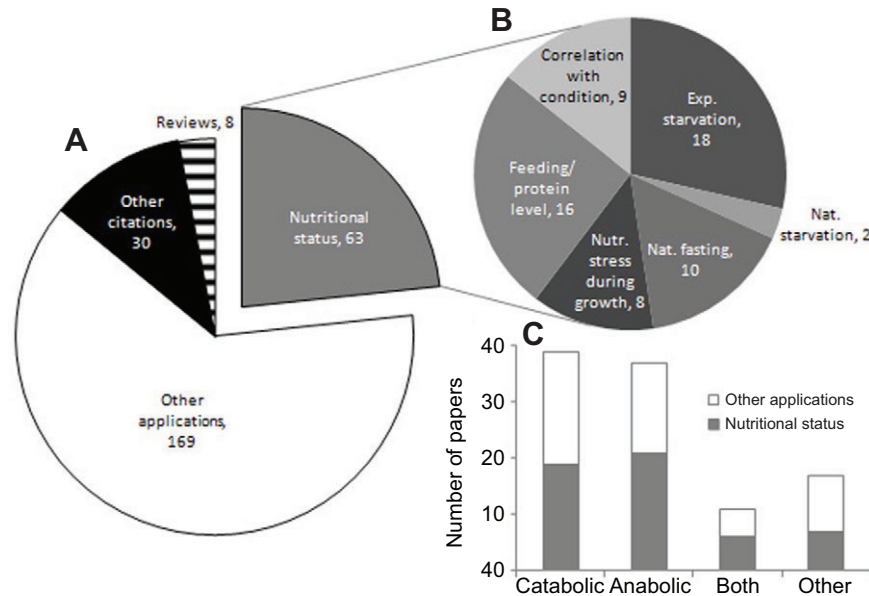 A
Reviews, 8
Other
citations,
30
Nutritional
status, 63
Other
applications,
169
B
Correlation
with
condition, 9
Exp.
starvation,
18
Feeding/
protein
level, 16
Nat.
starvation, 2
Nat. fasting,
10
Nutr.
stress
during
growth, 8
C
Number of papers
40
30
20
10
40
Other applications
Nutritional status
Catabolic Anabolic Both Other